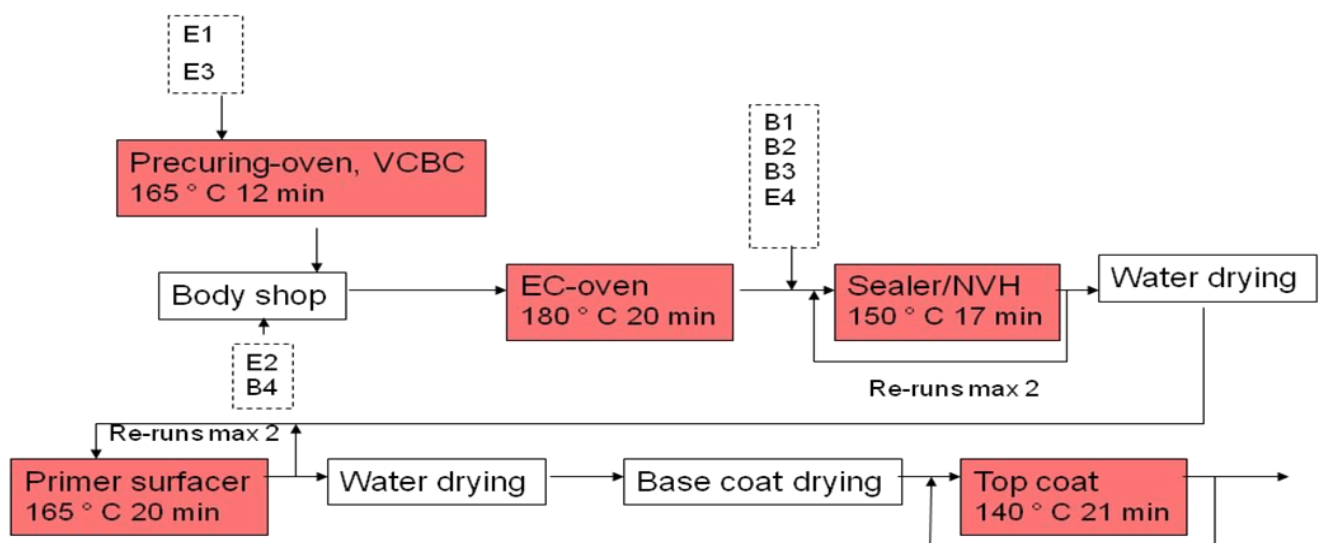 E1
E3
Precuring-oven, VCBC
165 ° C 12 min
B1
B2
B3
E4
Body shop
EC-oven
180 ° C 20 min
Sealer/NVH
150 ° C 17 min
Water drying
E2
B4
Re-runs max 2
Re-runs max 2
Primer surfacer
165 ° C 20 min
Water drying
Base coat drying
Top coat
140 ° C 21 min